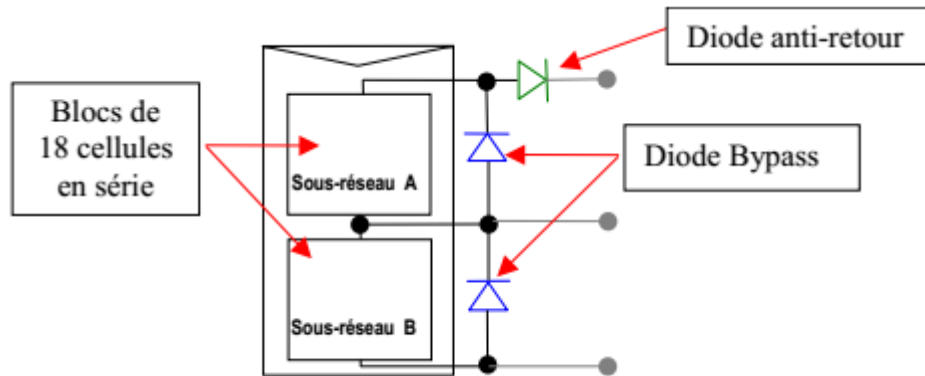 Diode anti-retour
Blocs de
18 cellules
en série
Sous-réseau A
Diode Bypass
Sous-réseau B